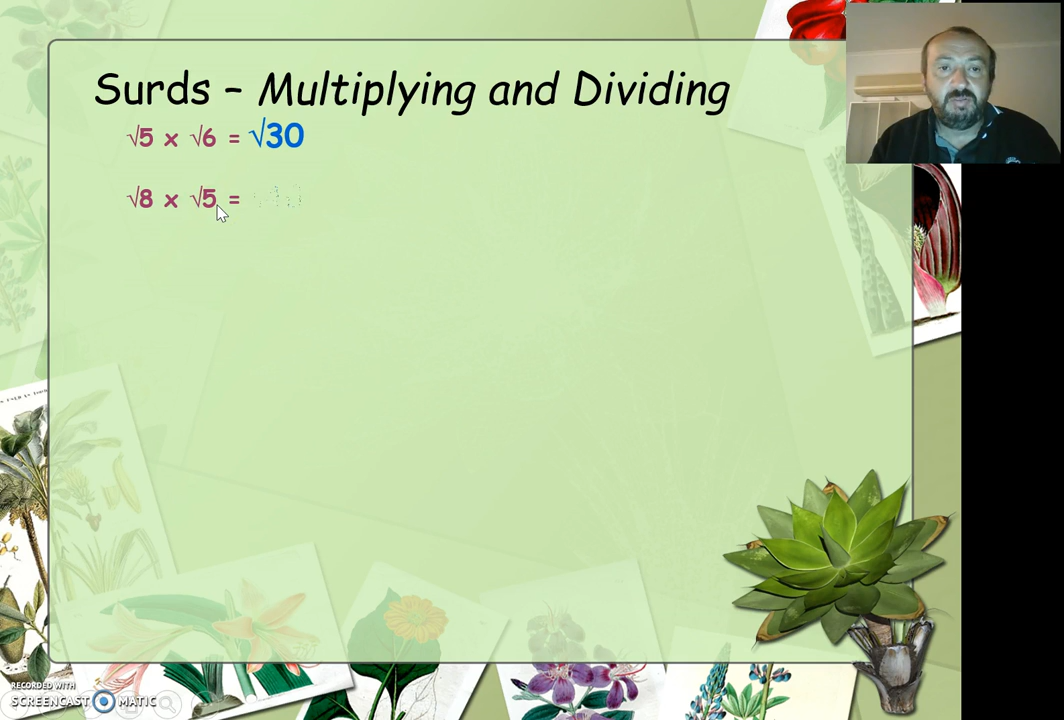 Surds – Multiplying and Dividing
√5 x √6 = √30
√8 x √5 =
RECORDED WITH
SCREENCAST MATIC